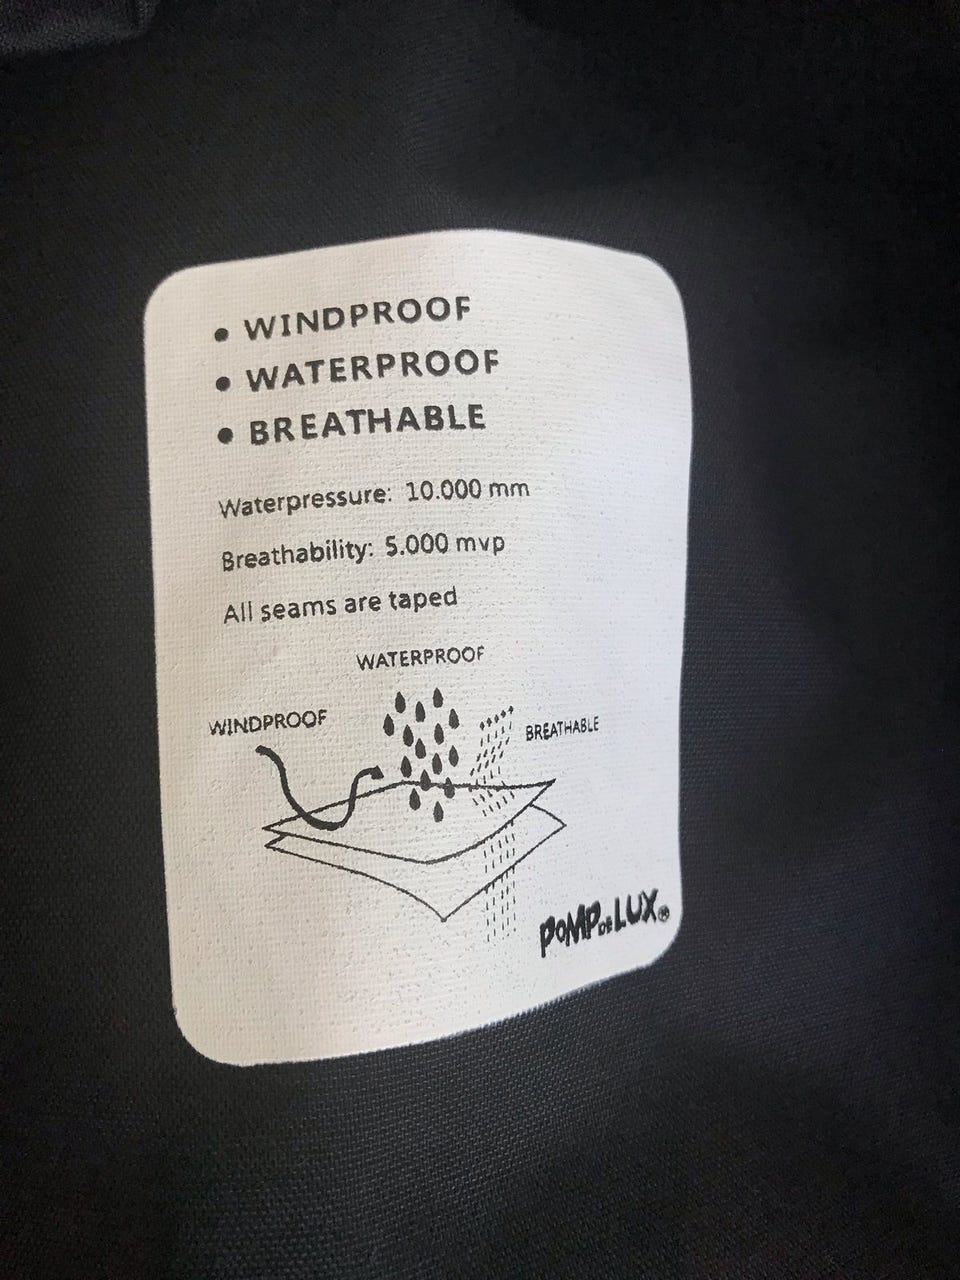 • WINDPROOF
• WATERPROOF
• BREATHABLE
Waterpressure: 10.000 mm
Breathability: 5.000 mvp
All seams are taped
WATERPROOF
WINDPROOF
BREATHABLE
POMPDELUX®